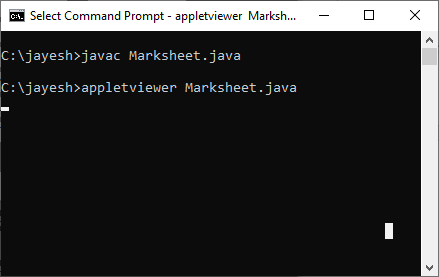 Select Command Prompt - appletviewer  Marksh...
C:\jayesh>javac Marksheet.java
C:\jayesh>appletviewer Marksheet.java